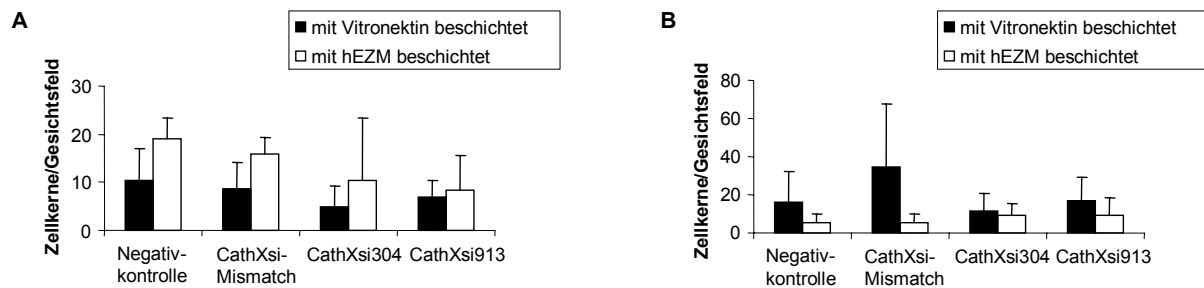 A
mit Vitronektin beschichtet
mit hEZM beschichtet
Zellkerne/Gesichtsfeld
30
20
10
0
Negativ-
kontrolle
CathXsi-
Mismatch
CathXsi304
CathXsi913
B
mit Vitronektin beschichtet
mit hEZM beschichtet
Zellkerne/Gesichtsfeld
80
60
40
20
0
Negativ-
kontrolle
CathXsi-
Mismatch
CathXsi304
CathXsi913